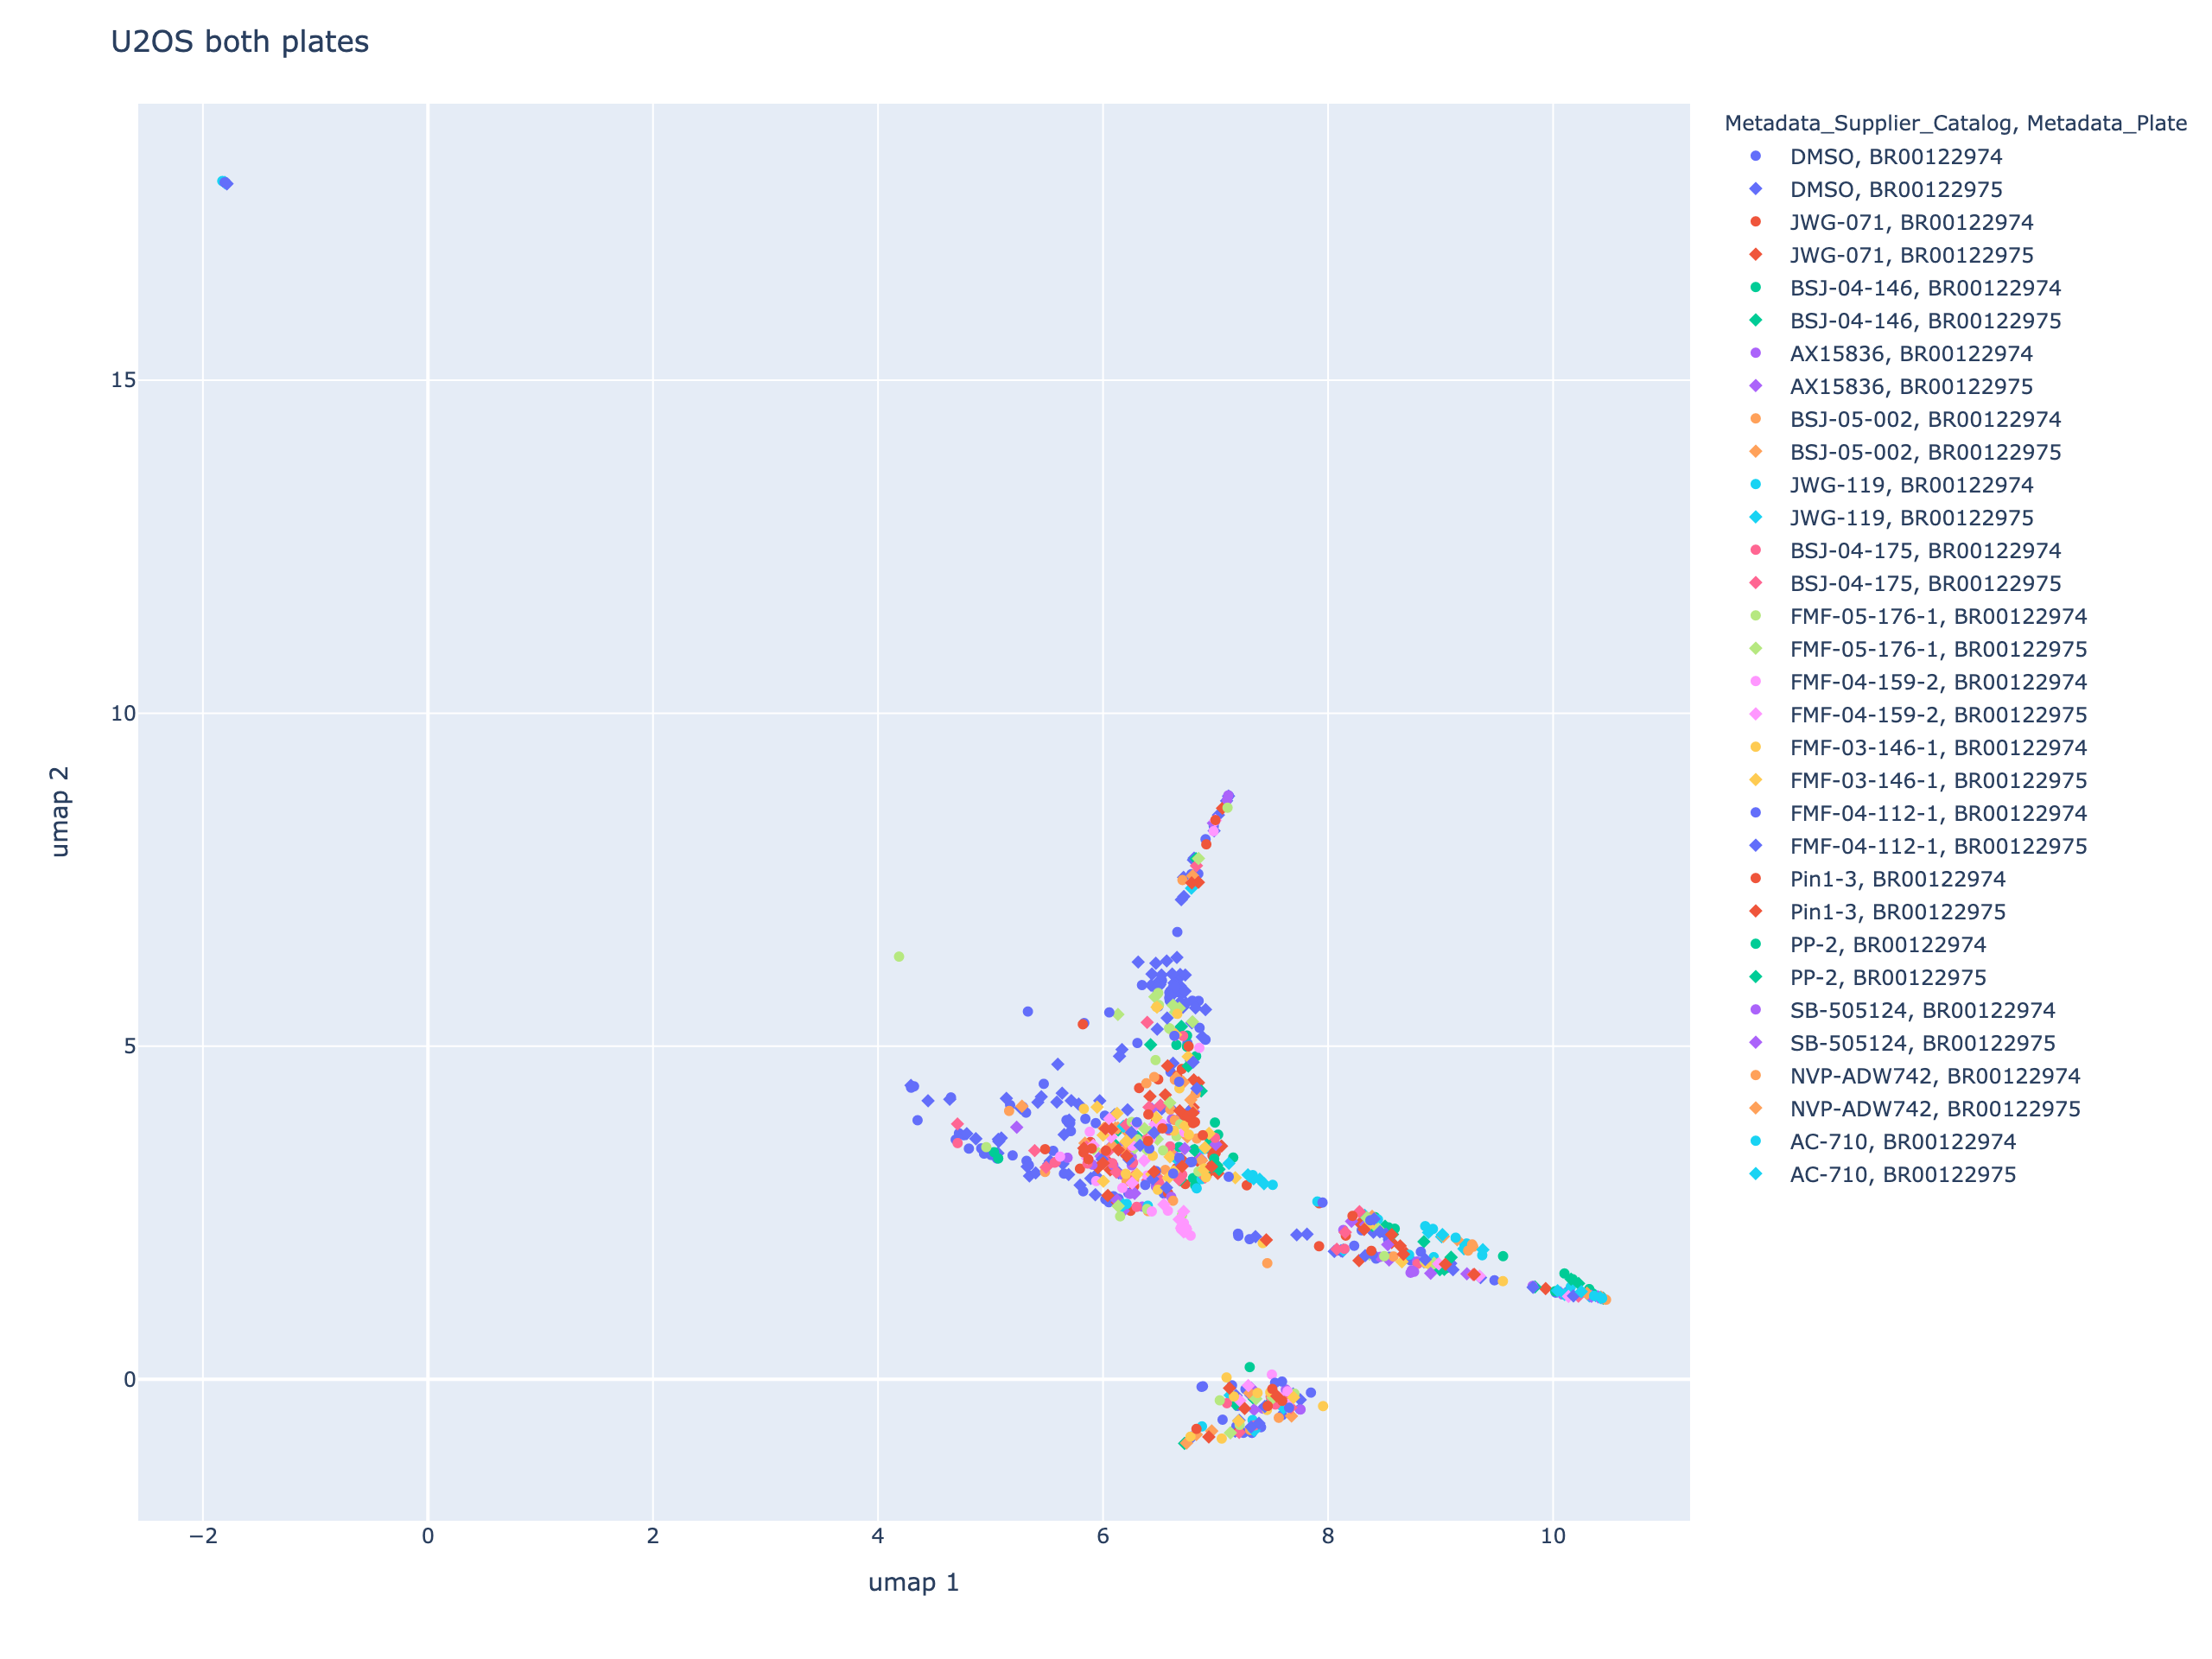 U2OS both plates
Metadata_Supplier_Catalog, Metadata_Plate
DMSO, BR00122974
DMSO, BR00122975
JWG-071, BR00122974
JWG-071, BR00122975
BSJ-04-146, BR00122974
BSJ-04-146, BR00122975
AX15836, BR00122974
AX15836, BR00122975
BSJ-05-002, BR00122974
BSJ-05-002, BR00122975
JWG-119, BR00122974
JWG-119, BR00122975
BSJ-04-175, BR00122974
BSJ-04-175, BR00122975
FMF-05-176-1, BR00122974
FMF-05-176-1, BR00122975
FMF-04-159-2, BR00122974
FMF-04-159-2, BR00122975
FMF-03-146-1, BR00122974
FMF-03-146-1, BR00122975
FMF-04-112-1, BR00122974
FMF-04-112-1, BR00122975
Pin1-3, BR00122974
Pin1-3, BR00122975
PP-2, BR00122974
PP-2, BR00122975
SB-505124, BR00122974
SB-505124, BR00122975
NVP-ADW742, BR00122974
NVP-ADW742, BR00122975
AC-710, BR00122974
AC-710, BR00122975
15
10
5
0
umap 2
−2 0 2 4 6 8 10
umap 1